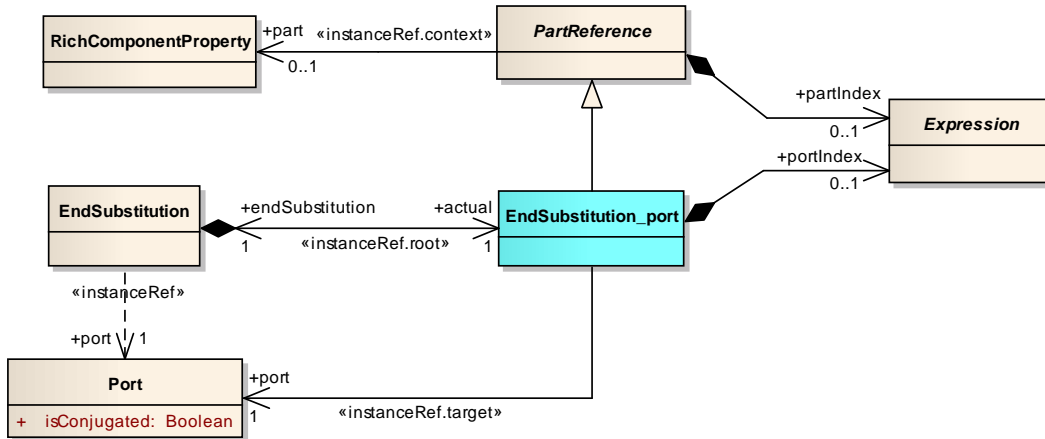 RichComponentProperty
+part
«instanceRef.context»
0..1
PartReference
+partIndex
0..1
Expression
+portIndex
0..1
EndSubstitution
+endSubstitution
+actual
1
«instanceRef.root»
1
EndSubstitution_port
«instanceRef»
+port
1
Port
+ isConjugated: Boolean
+port
1
«instanceRef.target»